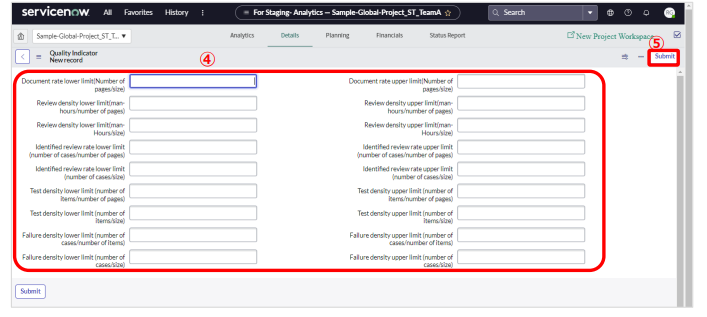 servicenow All Favorites History For Staging- Analytics – Sample-Global-Project_ST_TeamA Search
Sample-Global-Project_ST_T... Analytics Details Planning Financials Status Report New Project Workspace
Quality Indicator
New record
④
⑤
Submit
Document rate lower limit(Number of pages/size)
Document rate upper limit(Number of pages/size)
Review density lower limit(man-hours/number of pages)
Review density upper limit(man-hours/number of pages)
Review density lower limit(man-Hours/size)
Review density upper limit(man-Hours/size)
Identified review rate lower limit (number of cases/number of pages)
Identified review rate upper limit (number of cases/number of pages)
Identified review rate lower limit (number of cases/size)
Identified review rate upper limit (number of cases/size)
Test density lower limit (number of items/number of pages)
Test density upper limit (number of items/number of pages)
Test density lower limit (number of items/size)
Test density upper limit (number of items/size)
Failure density lower limit (Number of cases/number of items)
Failure density upper limit (Number of cases/number of items)
Failure density lower limit (number of cases/size)
Failure density upper limit (number of cases/size)
Submit